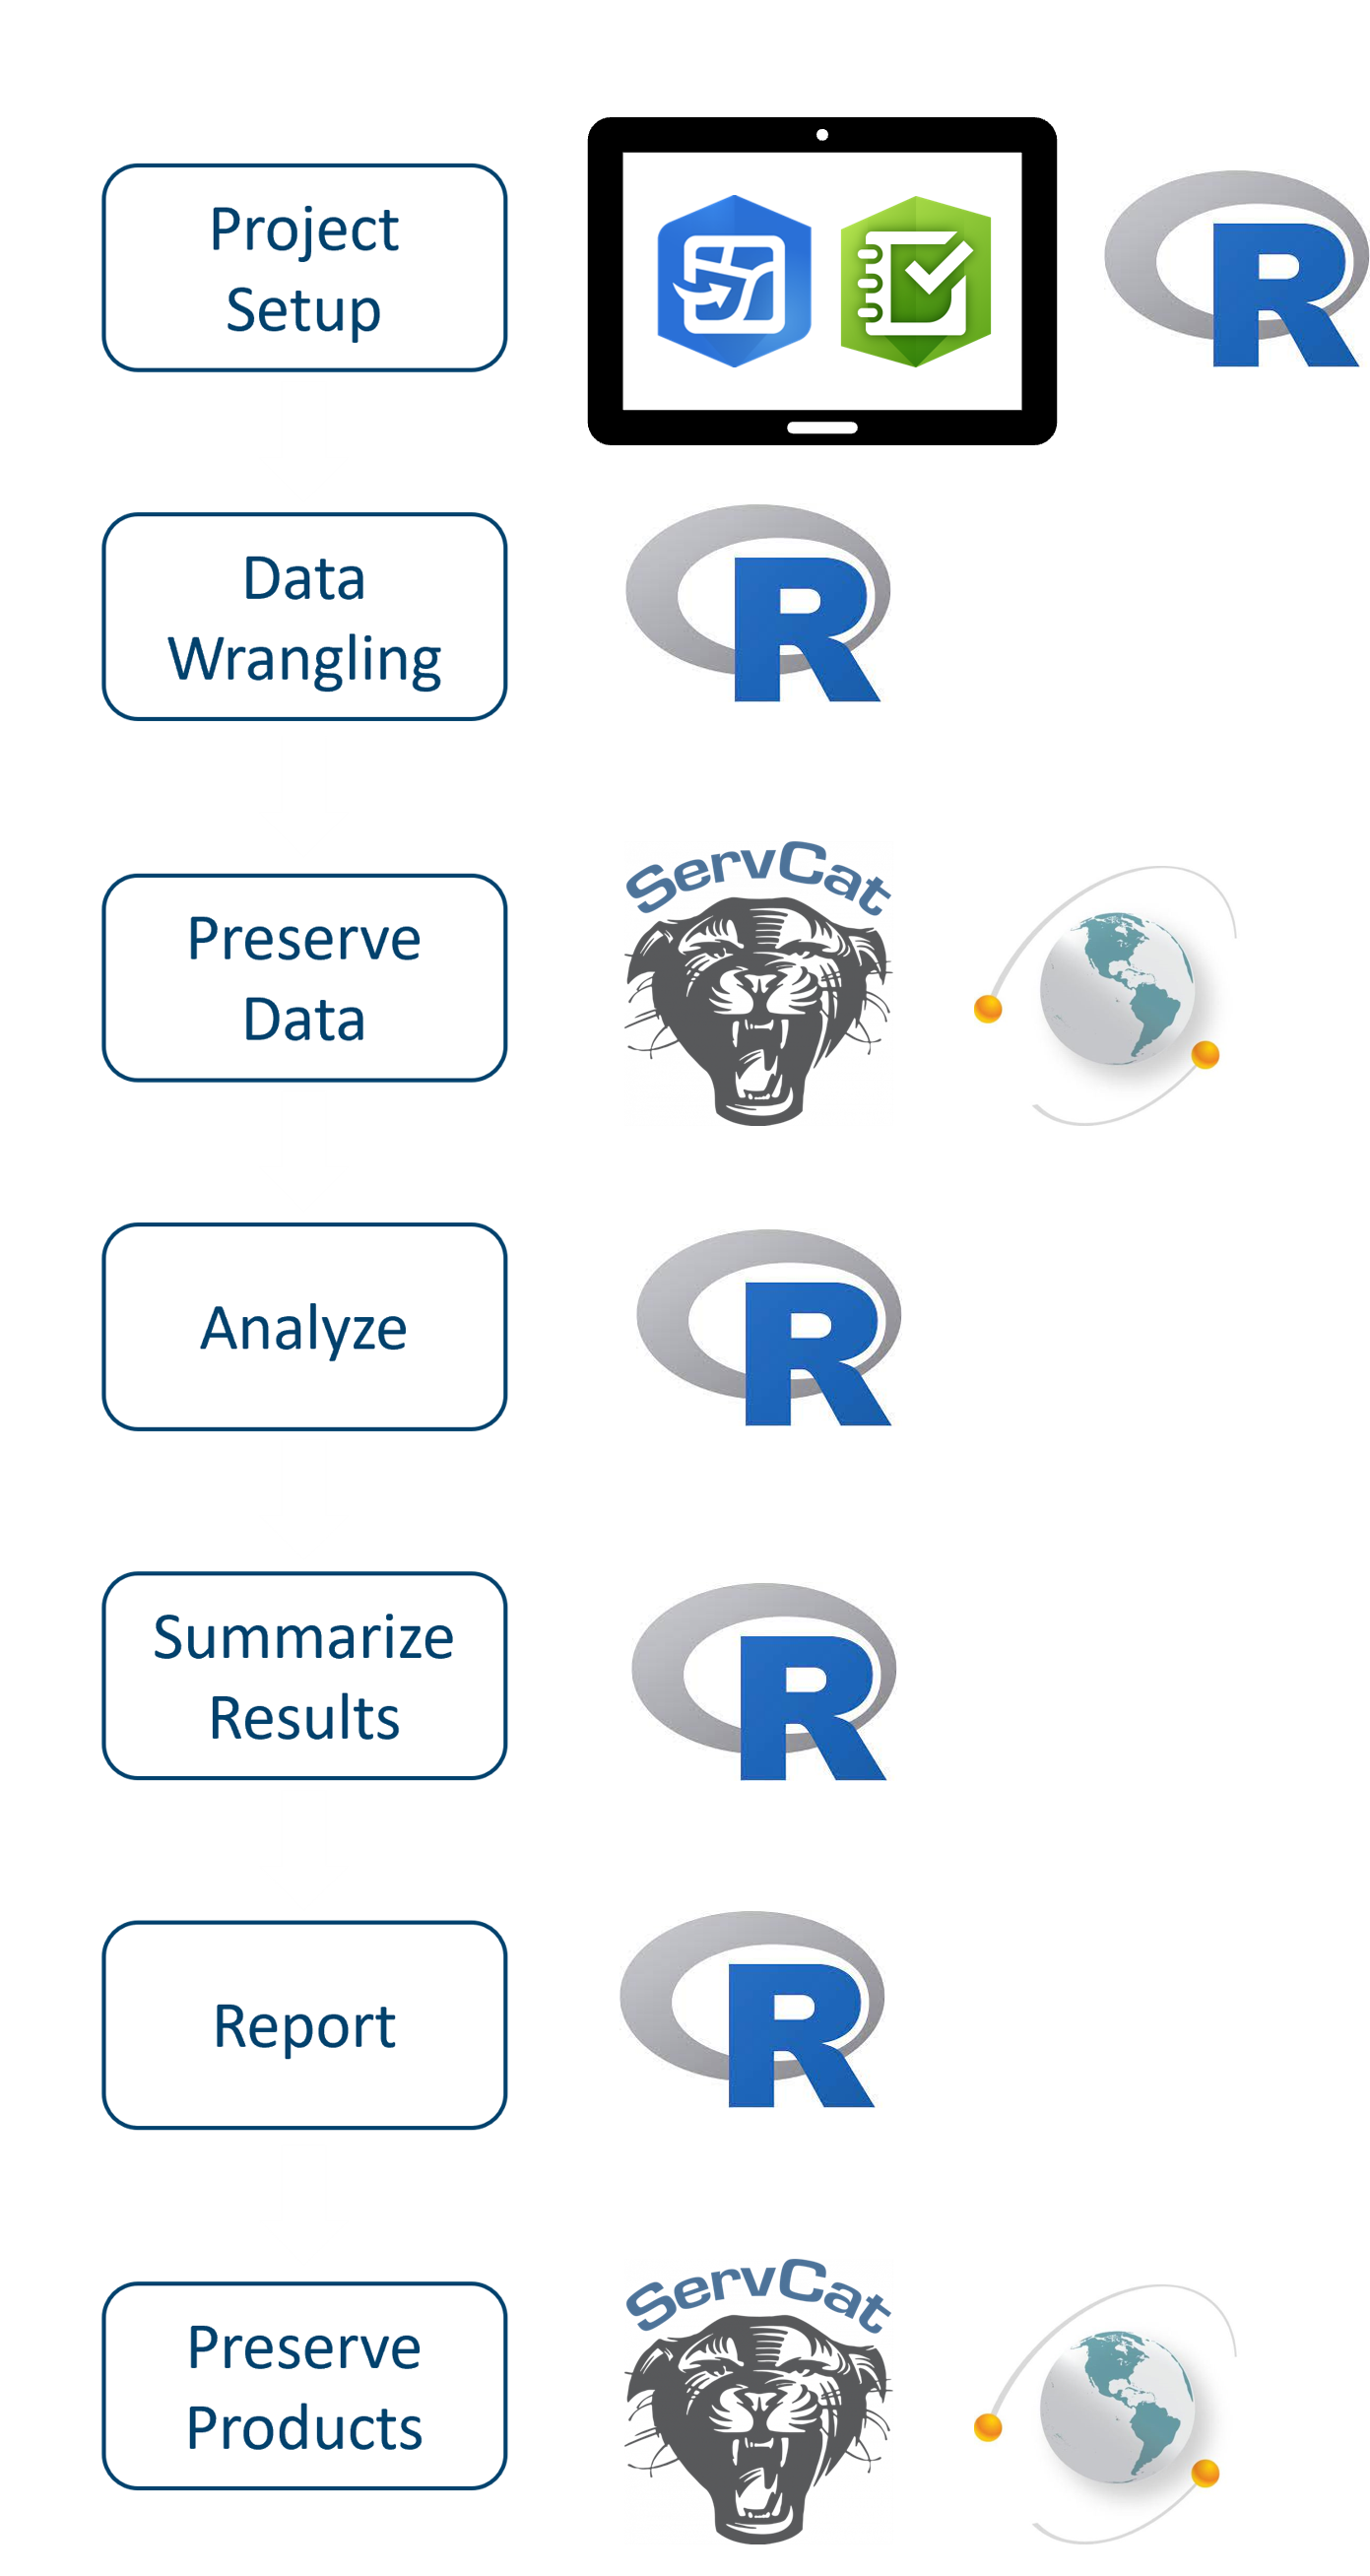 Project
Setup
R
Data
Wrangling
R
ServCat
Preserve
Data
Analyze
R
Summarize
Results
R
Report
R
ServCat
Preserve
Products